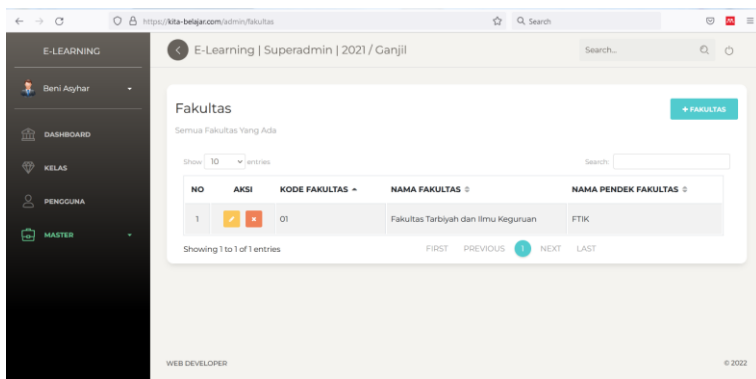 https://kita-belajar.com/admin/fakultas
Search
E-LEARNING
E-Learning | Superadmin | 2021 / Ganjil
Search...
Beni Asyhar
DASHBOARD
KELAS
PENGGUNA
MASTER
Fakultas
+ FAKULTAS
Semua Fakultas Yang Ada
Show 10 entries
Search:
NO AKSI KODE FAKULTAS NAMA FAKULTAS NAMA PENDEK FAKULTAS
1 01 Fakultas Tarbiyah dan Ilmu Keguruan FTIK
Showing 1 to 1 of 1 entries
FIRST PREVIOUS 1 NEXT LAST
WEB DEVELOPER
© 2022